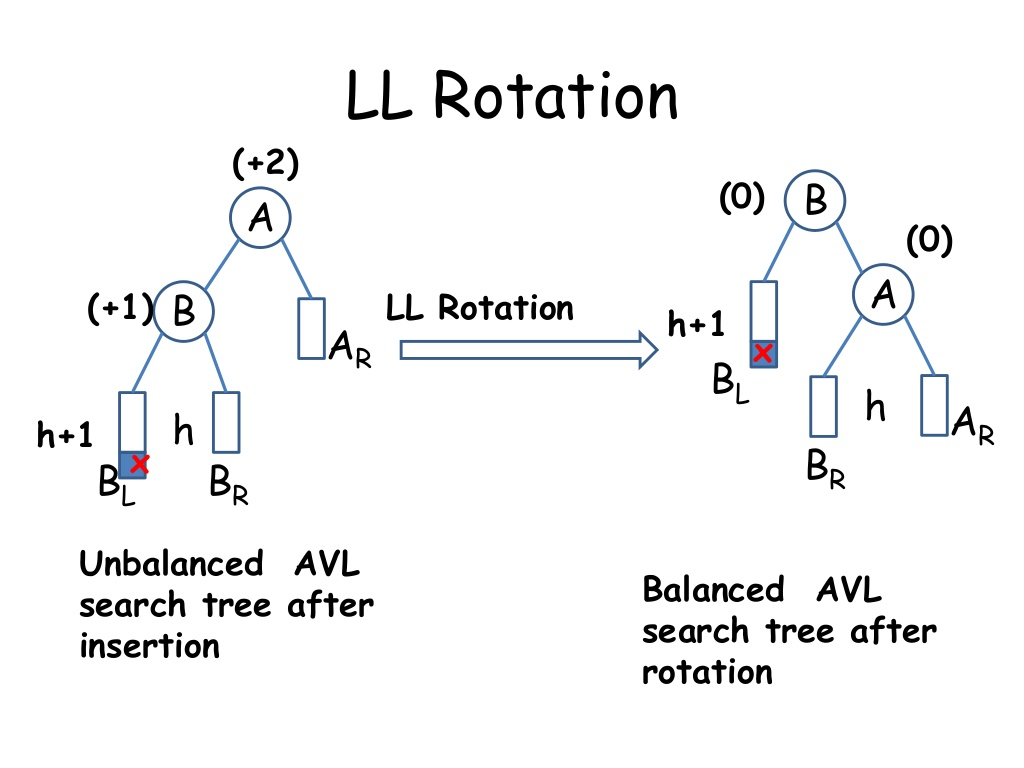 LL Rotation
(+2)
A
(+1)
B
A_R
h+1
h
x
B_L
B_R
LL Rotation
(0)
B
(0)
A
h+1
x
B_L
h
A_R
B_R
Unbalanced AVL
search tree after
insertion
Balanced AVL
search tree after
rotation